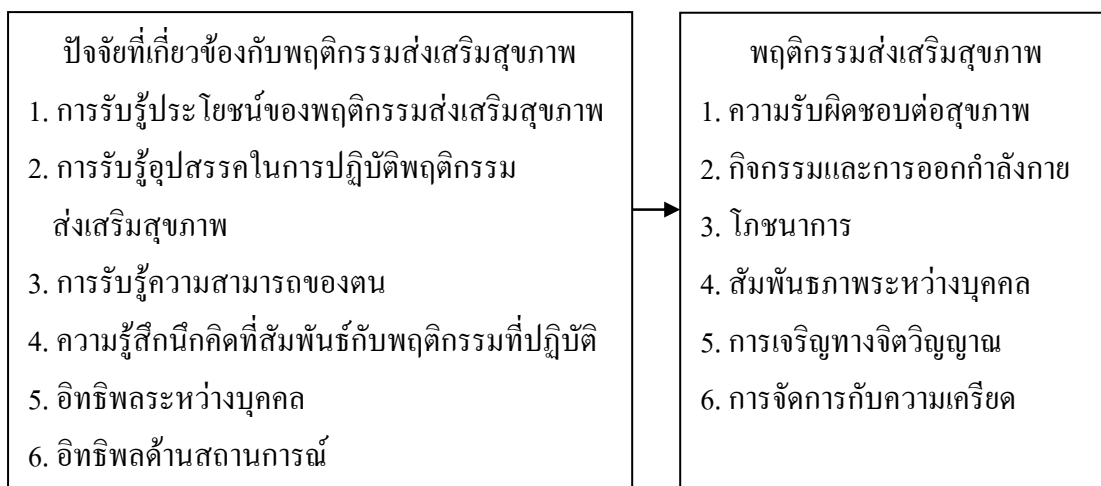 ปัจจัยที่เกี่ยวข้องกับพฤติกรรมส่งเสริมสุขภาพ
1. การรับรู้ประโยชน์ของพฤติกรรมส่งเสริมสุขภาพ
2. การรับรู้อุปสรรคในการปฏิบัติพฤติกรรม
ส่งเสริมสุขภาพ
3. การรับรู้ความสามารถของตน
4. ความรู้สึกนึกคิดที่สัมพันธ์กับพฤติกรรมที่ปฏิบัติ
5. อิทธิพลระหว่างบุคคล
6. อิทธิพลด้านสถานการณ์
พฤติกรรมส่งเสริมสุขภาพ
1. ความรับผิดชอบต่อสุขภาพ
2. กิจกรรมและการออกกำลังกาย
3. โภชนาการ
4. สัมพันธภาพระหว่างบุคคล
5. การเจริญทางจิตวิญญาณ
6. การจัดการกับความเครียด